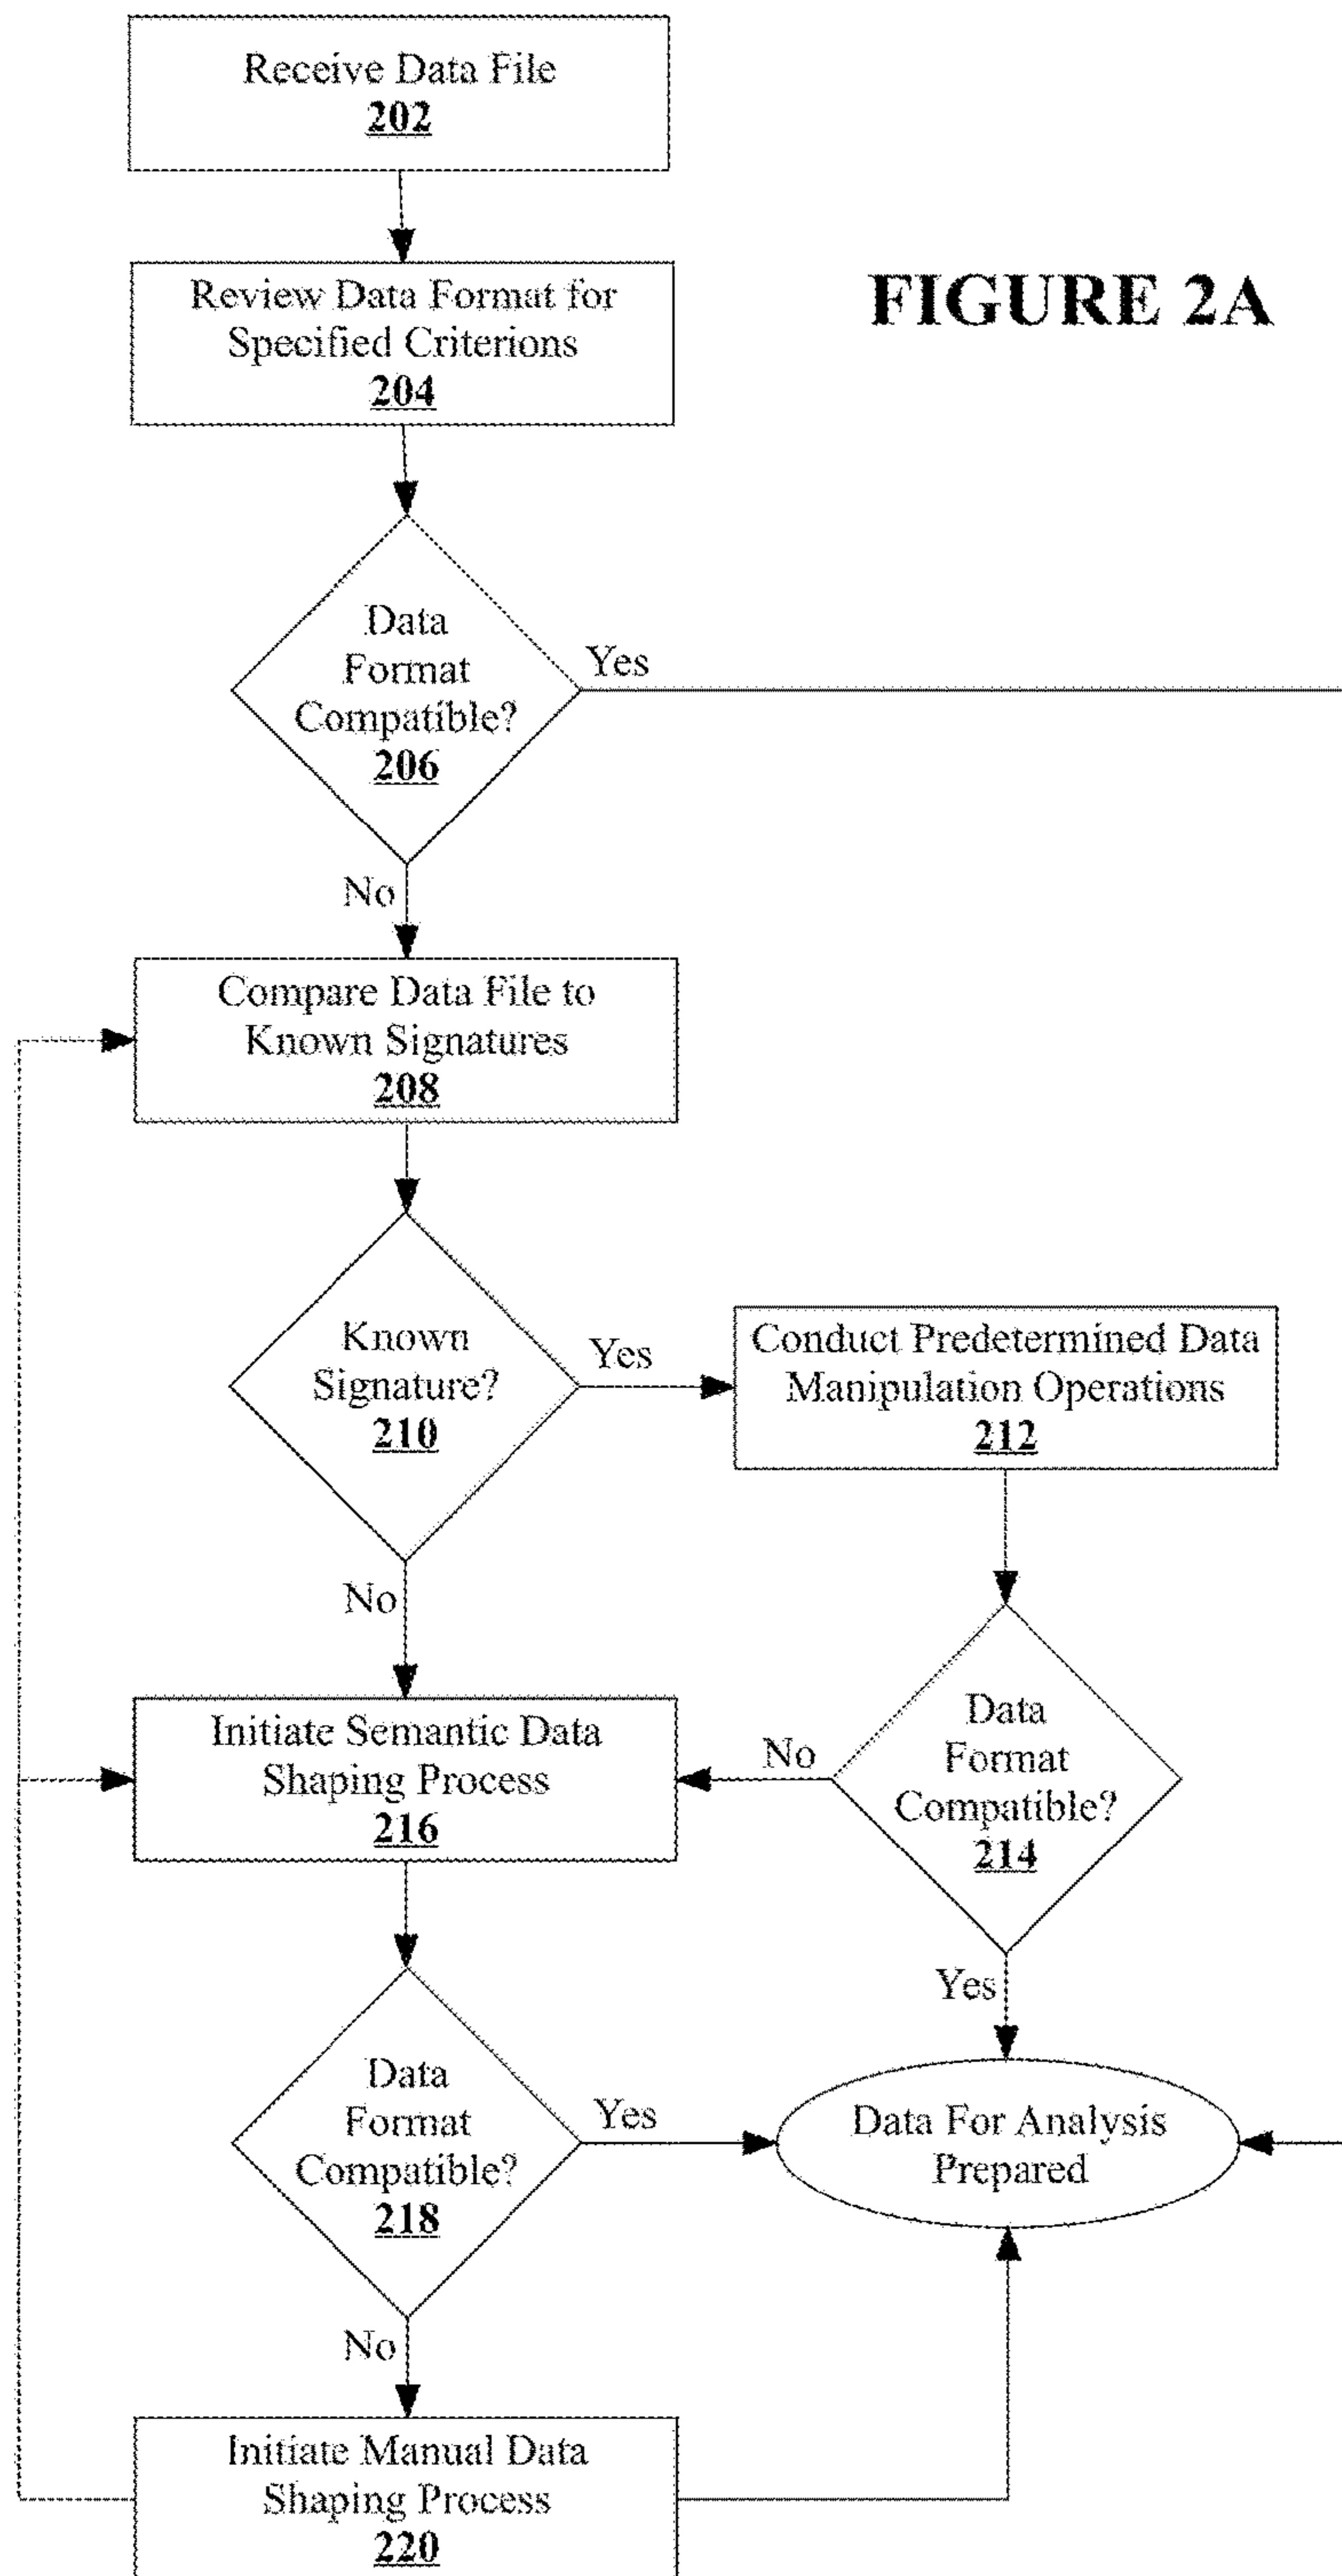 Receive Data File
202
FIGURE 2A
Review Data Format for
Specified Criterions
204
Data
Format
Compatible?
206
Yes
No
Compare Data File to
Known Signatures
208
Known
Signature?
210
Yes
Conduct Predetermined Data
Manipulation Operations
212
No
Initiate Semantic Data
Shaping Process
216
No
Data
Format
Compatible?
214
Yes
Data
Format
Compatible?
218
Yes
Data For Analysis
Prepared
No
Initiate Manual Data
Shaping Process
220